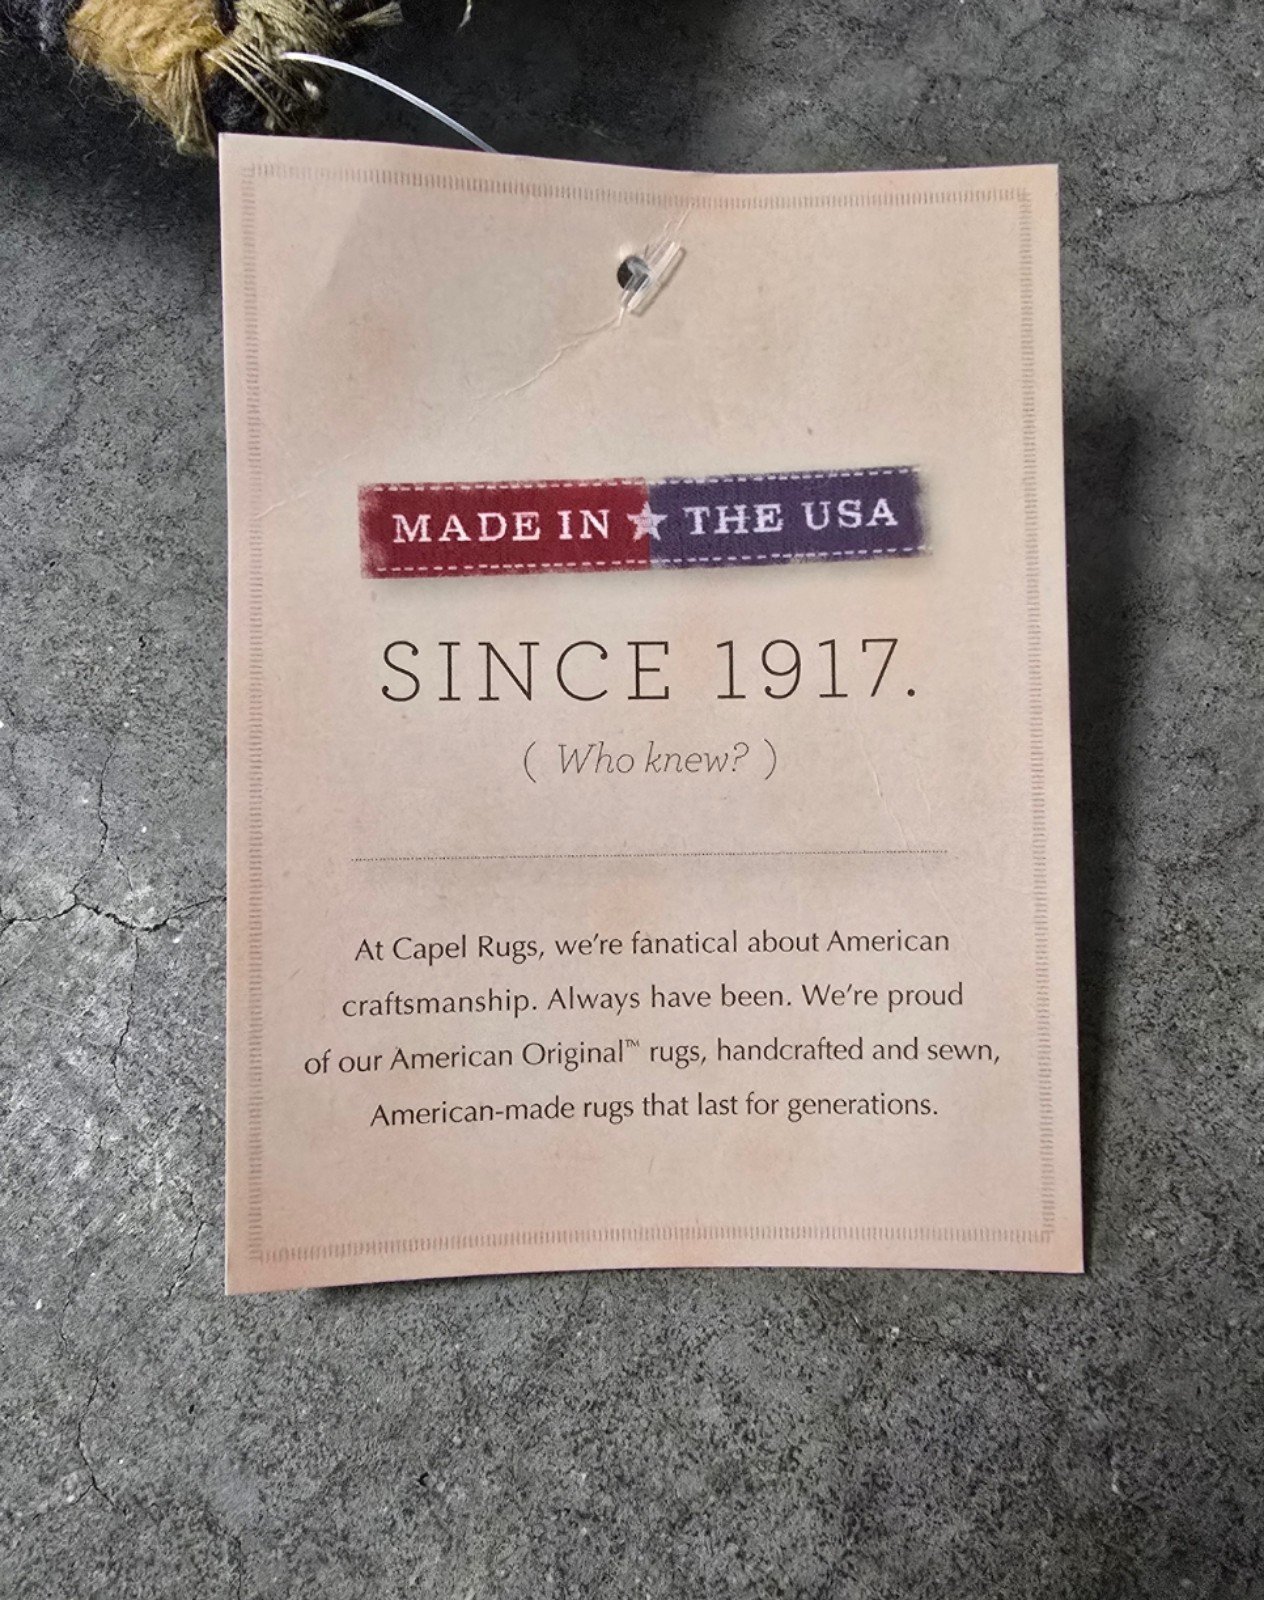 MADE IN ★ THE USA
SINCE 1917.
( Who knew? )
At Capel Rugs, we're fanatical about American
craftsmanship. Always have been. We're proud
of our American Original™ rugs, handcrafted and sewn,
American-made rugs that last for generations.